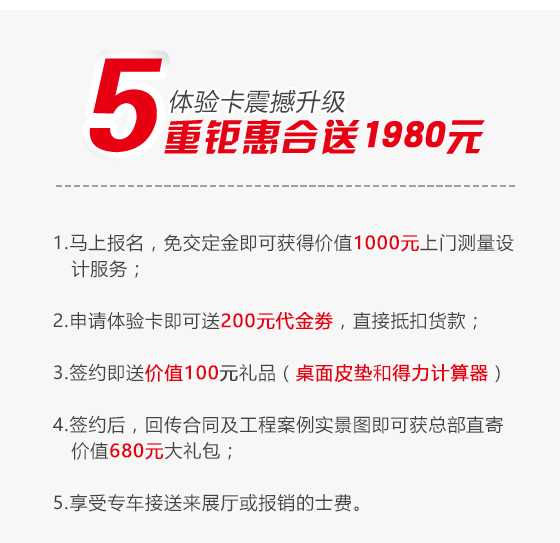 5
体验卡震撼升级
重钜惠合送1980元
1.马上报名，免交定金即可获得价值1000元上门测量设
计服务；
2.申请体验卡即可送200元代金券，直接抵扣货款；
3.签约即送价值100元礼品（桌面皮垫和得力计算器）
4.签约后，回传合同及工程案例实景图即可获总部直寄
价值680元大礼包；
5.享受专车接送来展厅或报销的士费。